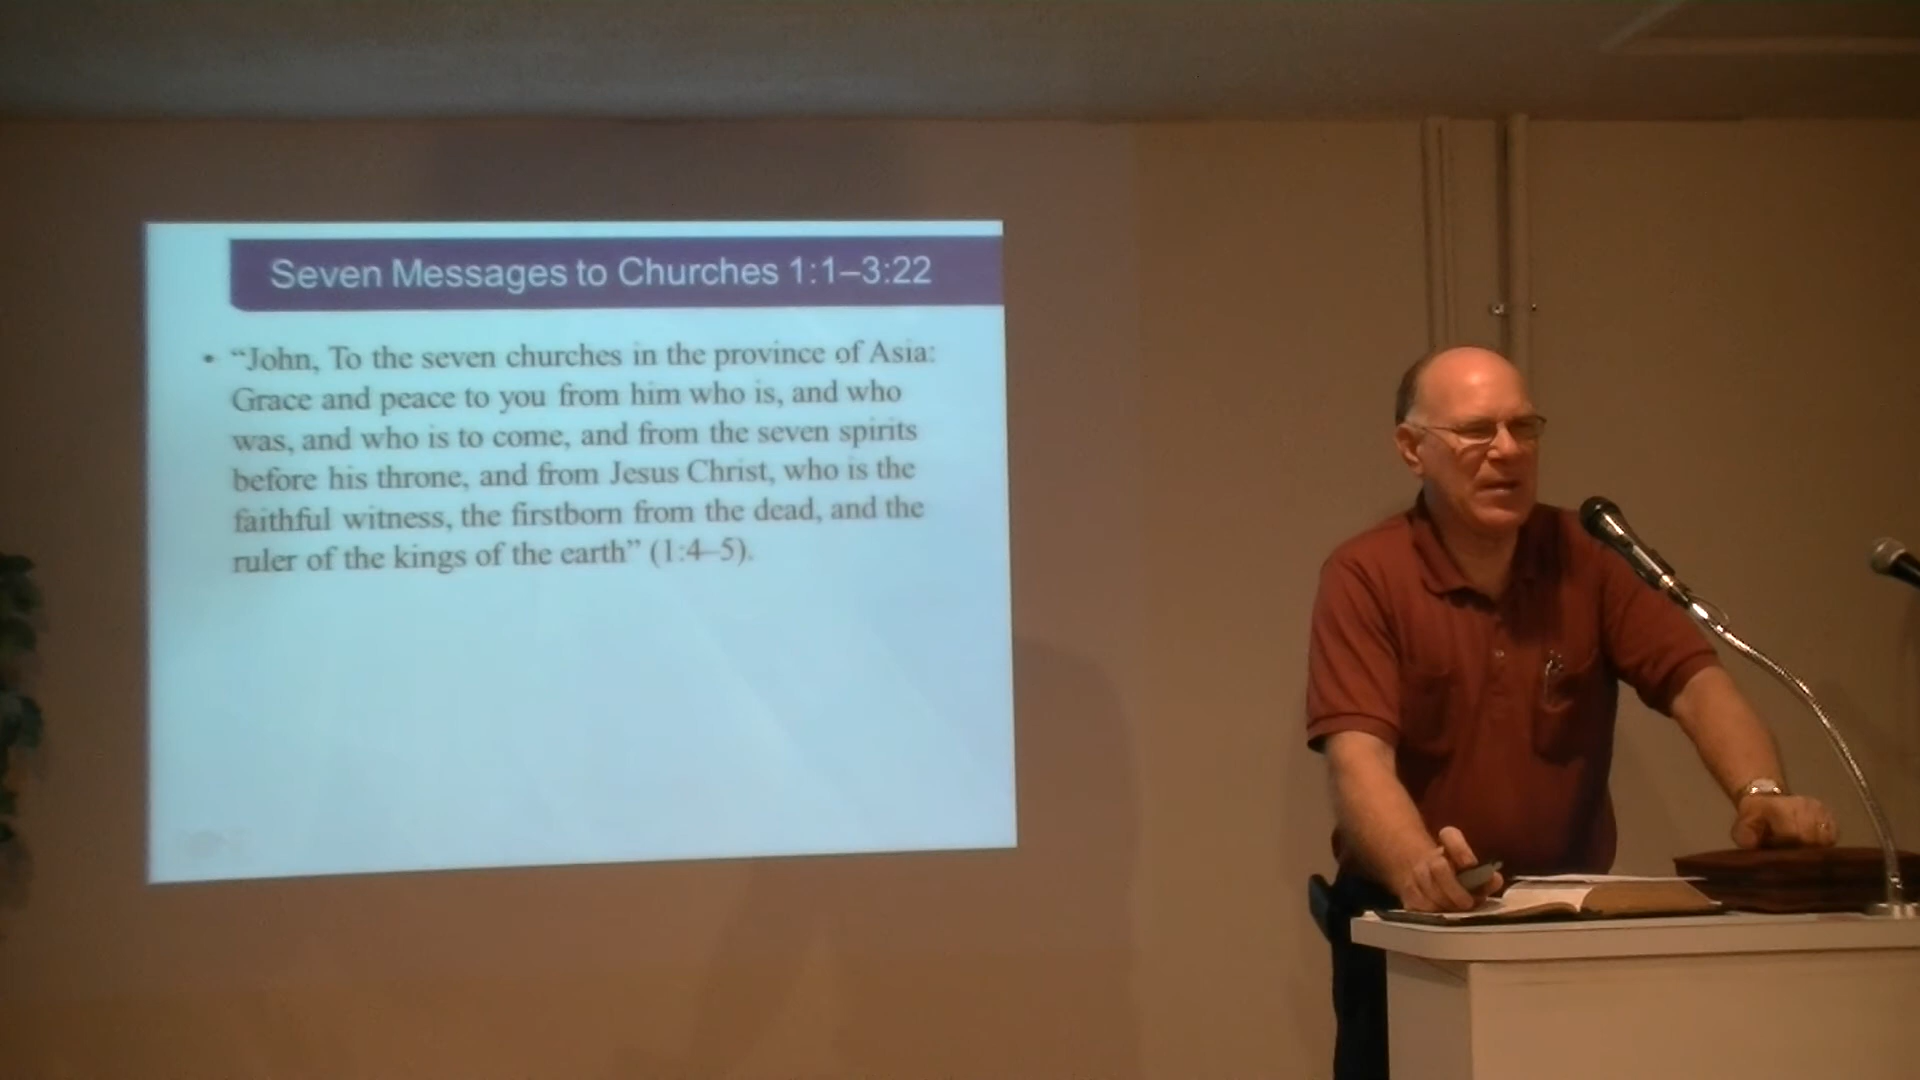 Seven Messages to Churches 1:1–3:22
• “John, To the seven churches in the province of Asia:
Grace and peace to you from him who is, and who
was, and who is to come, and from the seven spirits
before his throne, and from Jesus Christ, who is the
faithful witness, the firstborn from the dead, and the
ruler of the kings of the earth” (1:4–5).